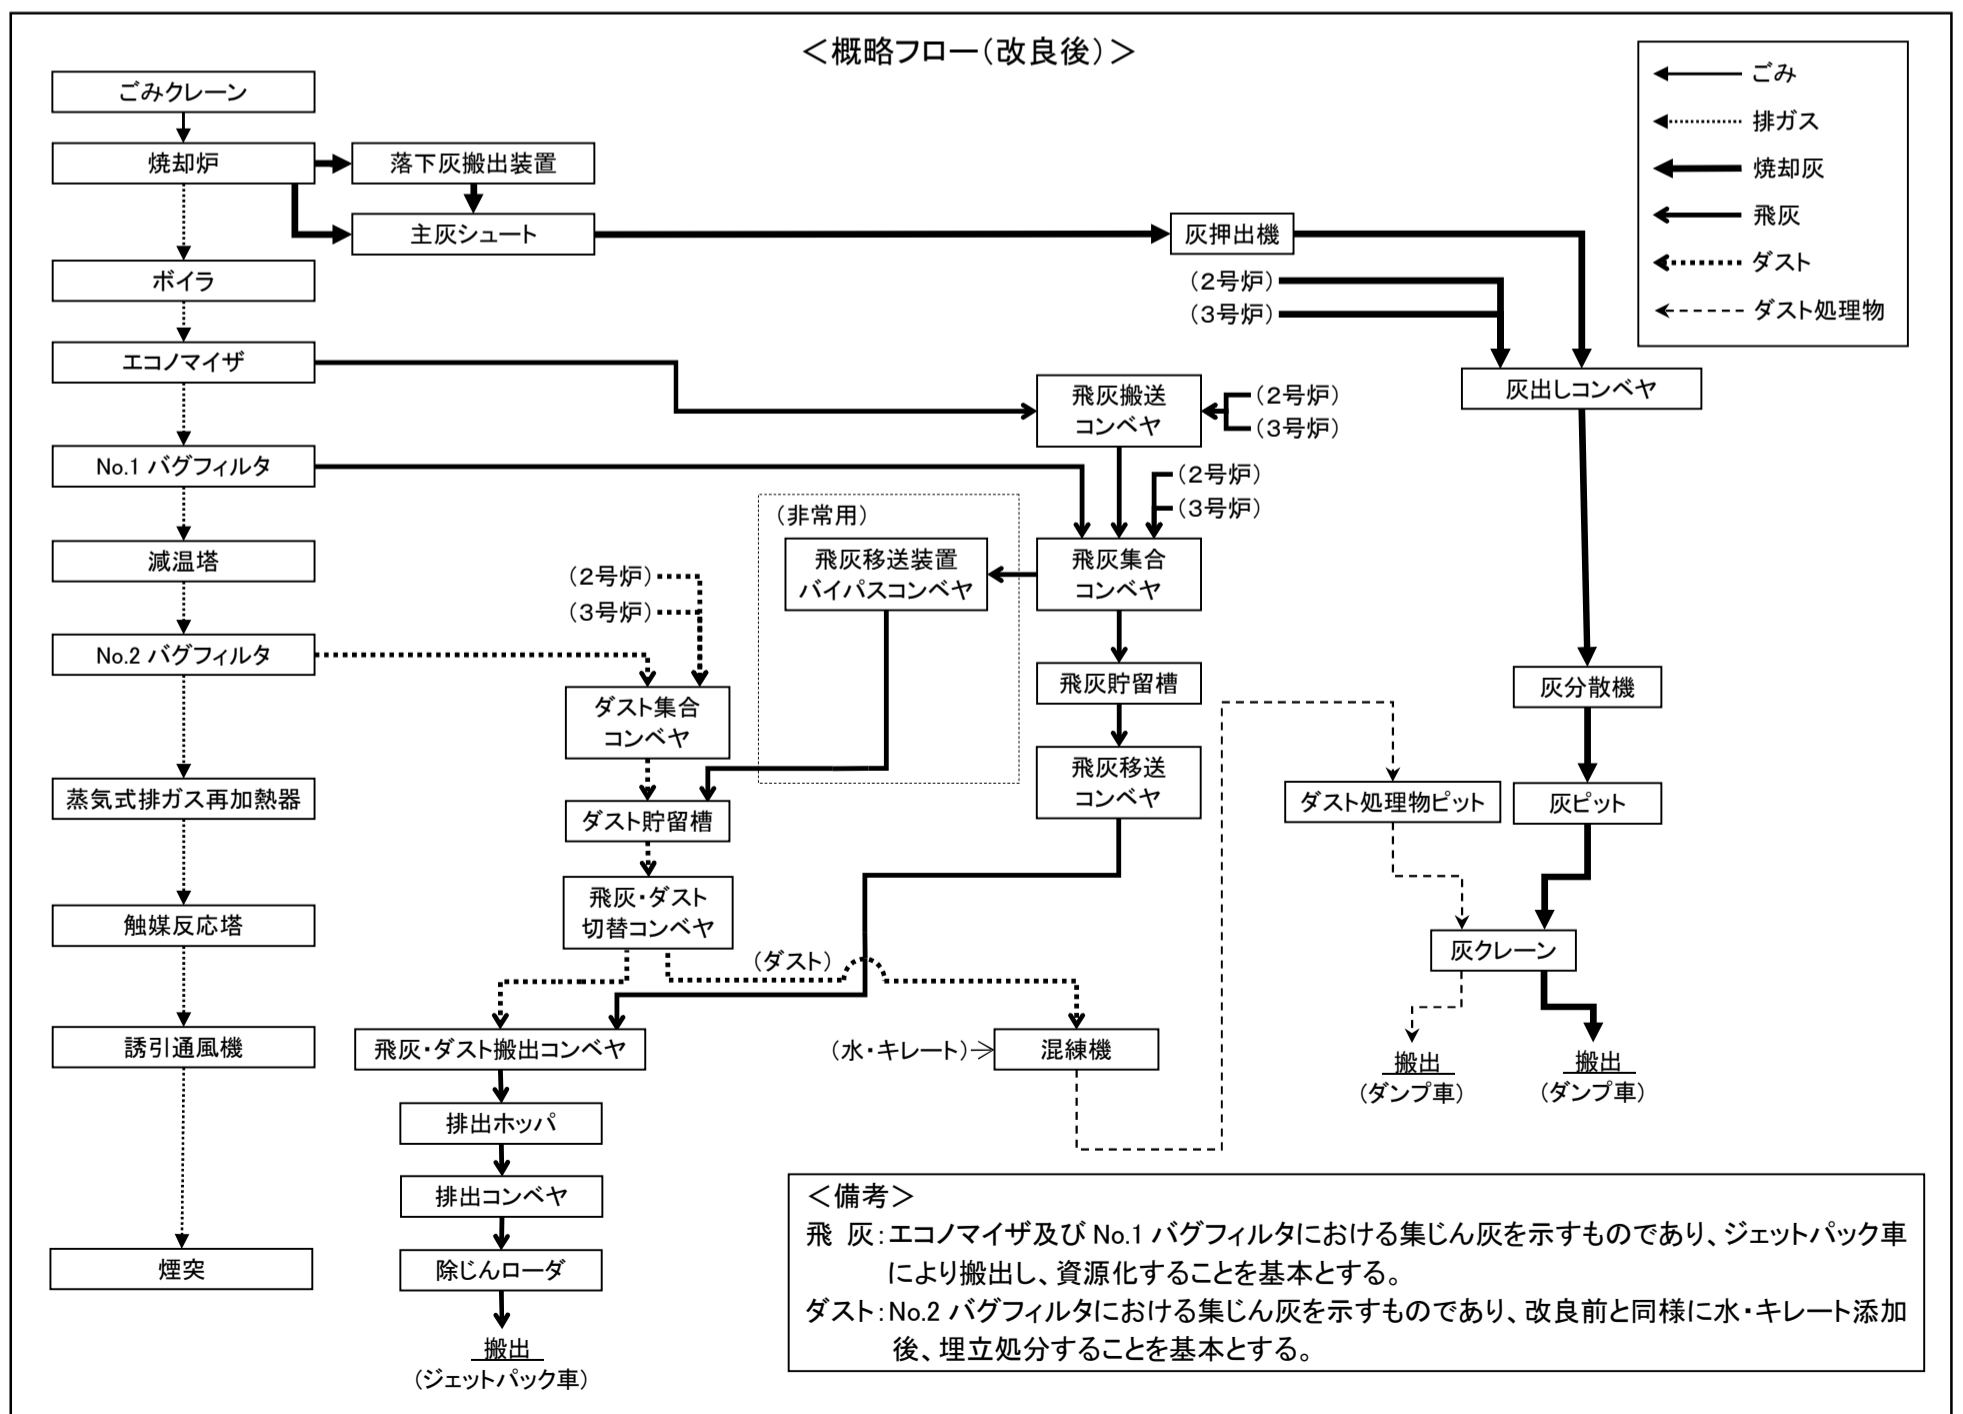 ＜概略フロー（改良後）＞
ごみ
排ガス
焼却灰
飛灰
ダスト
ダスト処理物
ごみクレーン
焼却炉
落下灰搬出装置
主灰シュート
灰押出機
（2号炉）
（3号炉）
ボイラ
エコノマイザ
飛灰搬送
コンベヤ
（2号炉）
（3号炉）
灰出しコンベヤ
No.1 バグフィルタ
（2号炉）
（3号炉）
（非常用）
減温塔
飛灰移送装置
バイパスコンベヤ
飛灰集合
コンベヤ
（2号炉）
（3号炉）
No.2 バグフィルタ
ダスト集合
コンベヤ
飛灰貯留槽
灰分散機
飛灰移送
コンベヤ
蒸気式排ガス再加熱器
ダスト貯留槽
ダスト処理物ピット
灰ピット
飛灰・ダスト
切替コンベヤ
触媒反応塔
（ダスト）
灰クレーン
誘引通風機
飛灰・ダスト搬出コンベヤ
（水・キレート）
混練機
搬出
（ダンプ車）
搬出
（ダンプ車）
排出ホッパ
排出コンベヤ
煙突
除じんローダ
搬出
（ジェットパック車）
＜備考＞
飛 灰：エコノマイザ及び No.1 バグフィルタにおける集じん灰を示すものであり、ジェットパック車
により搬出し、資源化することを基本とする。
ダスト：No.2 バグフィルタにおける集じん灰を示すものであり、改良前と同様に水・キレート添加
後、埋立処分することを基本とする。